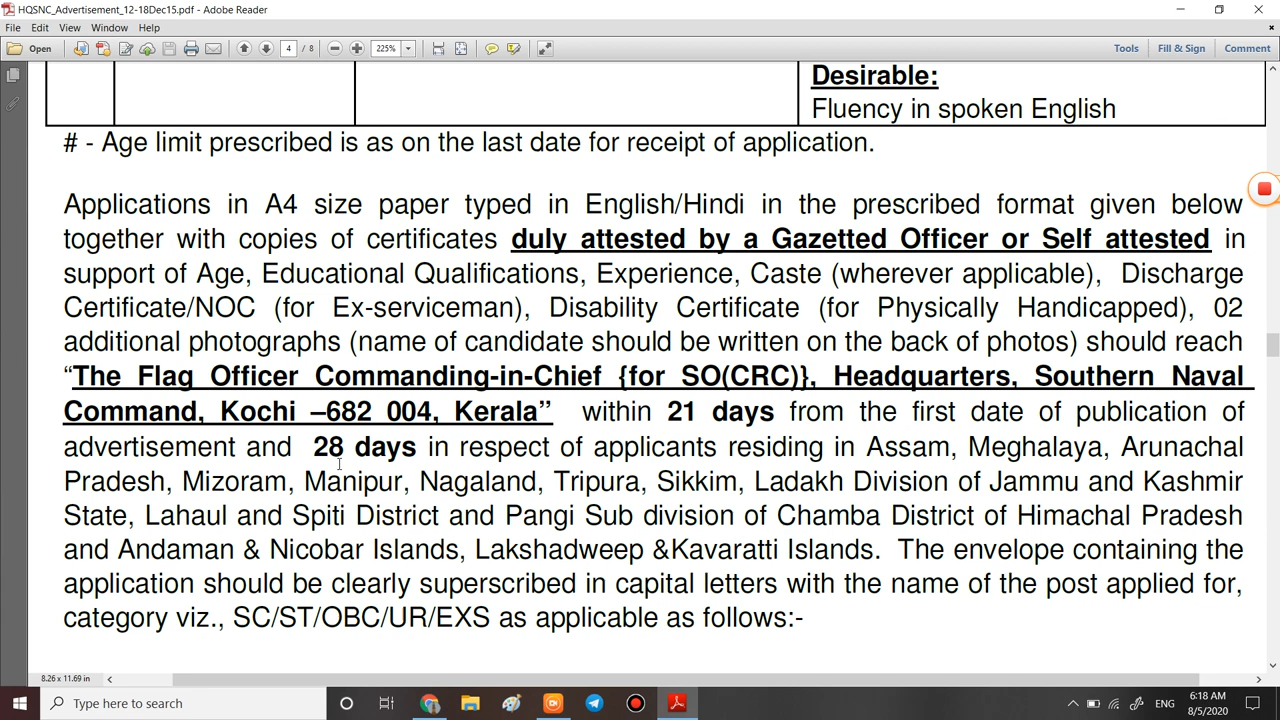 HQSNC_Advertisement_12-18Dec15.pdf - Adobe Reader
File Edit View Window Help
Open 4 / 8 225% Tools Fill & Sign Comment
Desirable:
Fluency in spoken English
# - Age limit prescribed is as on the last date for receipt of application.
Applications in A4 size paper typed in English/Hindi in the prescribed format given below
together with copies of certificates duly attested by a Gazetted Officer or Self attested in
support of Age, Educational Qualifications, Experience, Caste (wherever applicable), Discharge
Certificate/NOC (for Ex-serviceman), Disability Certificate (for Physically Handicapped), 02
additional photographs (name of candidate should be written on the back of photos) should reach
“The Flag Officer Commanding-in-Chief {for SO(CRC)}, Headquarters, Southern Naval
Command, Kochi –682 004, Kerala” within 21 days from the first date of publication of
advertisement and 28 days in respect of applicants residing in Assam, Meghalaya, Arunachal
Pradesh, Mizoram, Manipur, Nagaland, Tripura, Sikkim, Ladakh Division of Jammu and Kashmir
State, Lahaul and Spiti District and Pangi Sub division of Chamba District of Himachal Pradesh
and Andaman & Nicobar Islands, Lakshadweep &Kavaratti Islands. The envelope containing the
application should be clearly superscribed in capital letters with the name of the post applied for,
category viz., SC/ST/OBC/UR/EXS as applicable as follows:-
8.26 x 11.69 in
Type here to search
ENG
6:18 AM
8/5/2020